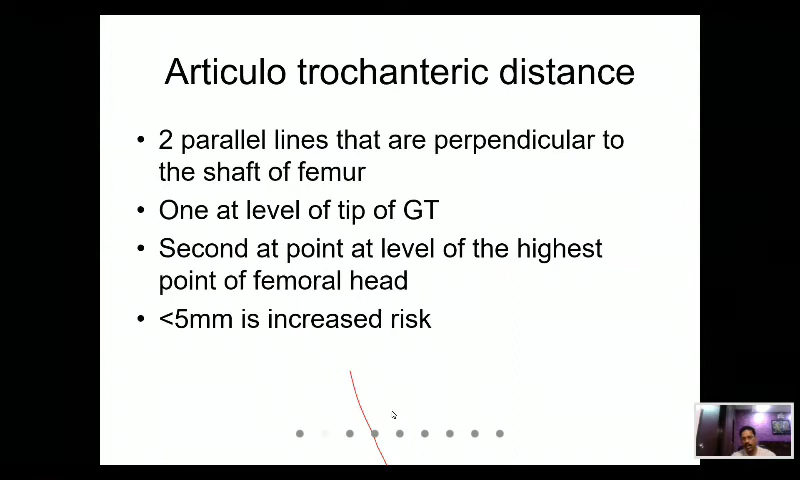 Articulo trochanteric distance
• 2 parallel lines that are perpendicular to
the shaft of femur
• One at level of tip of GT
• Second at point at level of the highest
point of femoral head
• <5mm is increased risk